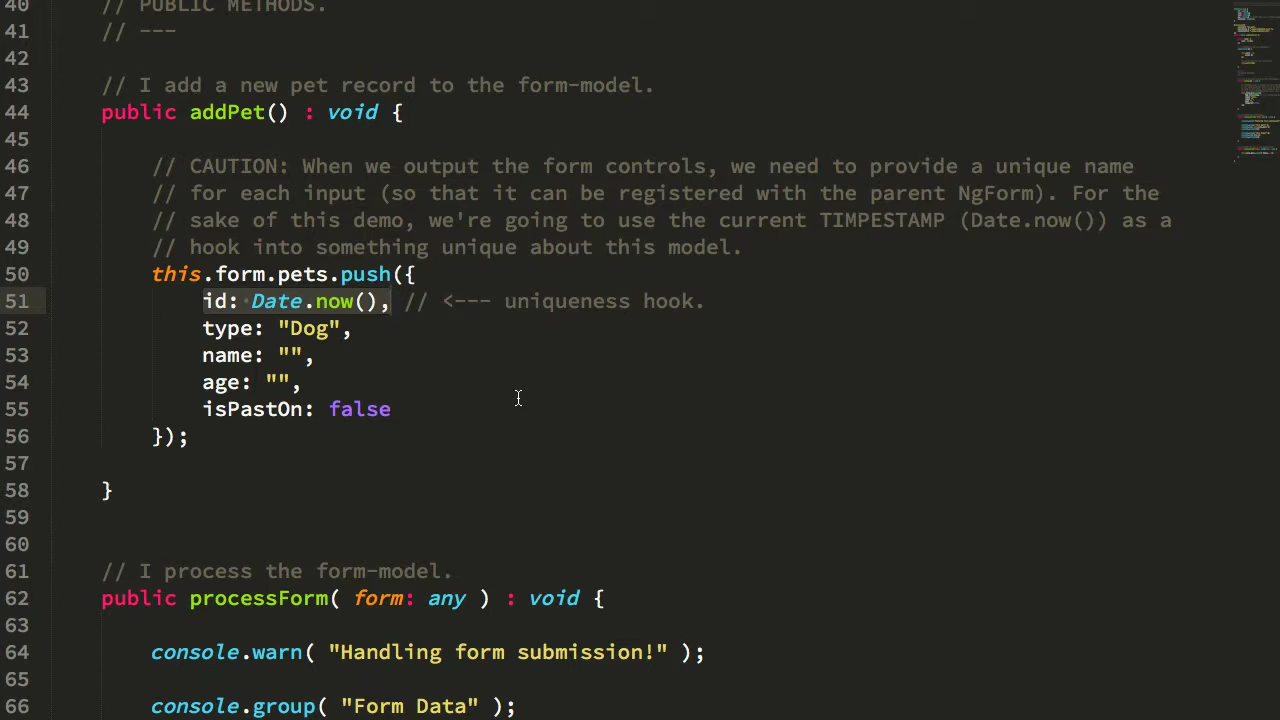 40 // PUBLIC METHODS.
41 // ---
42
43 // I add a new pet record to the form-model.
44 public addPet() : void {
45
46 // CAUTION: When we output the form controls, we need to provide a unique name
47 // for each input (so that it can be registered with the parent NgForm). For the
48 // sake of this demo, we're going to use the current TIMPESTAMP (Date.now()) as a
49 // hook into something unique about this model.
50 this.form.pets.push({
51 id: Date.now(), // <--- uniqueness hook.
52 type: "Dog",
53 name: "",
54 age: "",
55 isPastOn: false
56 });
57
58 }
59
60
61 // I process the form-model.
62 public processForm( form: any ) : void {
63
64 console.warn( "Handling form submission!" );
65
66 console.group( "Form Data" );